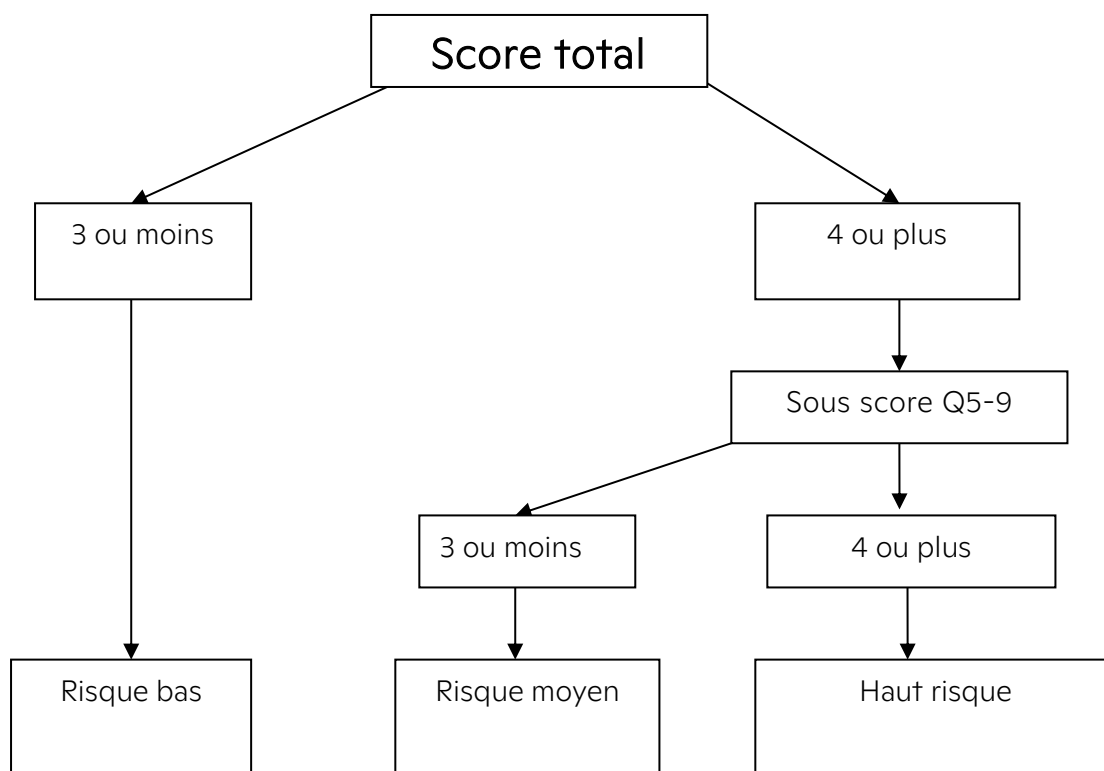 Score total
3 ou moins
4 ou plus
Sous score Q5-9
3 ou moins
4 ou plus
Risque bas
Risque moyen
Haut risque